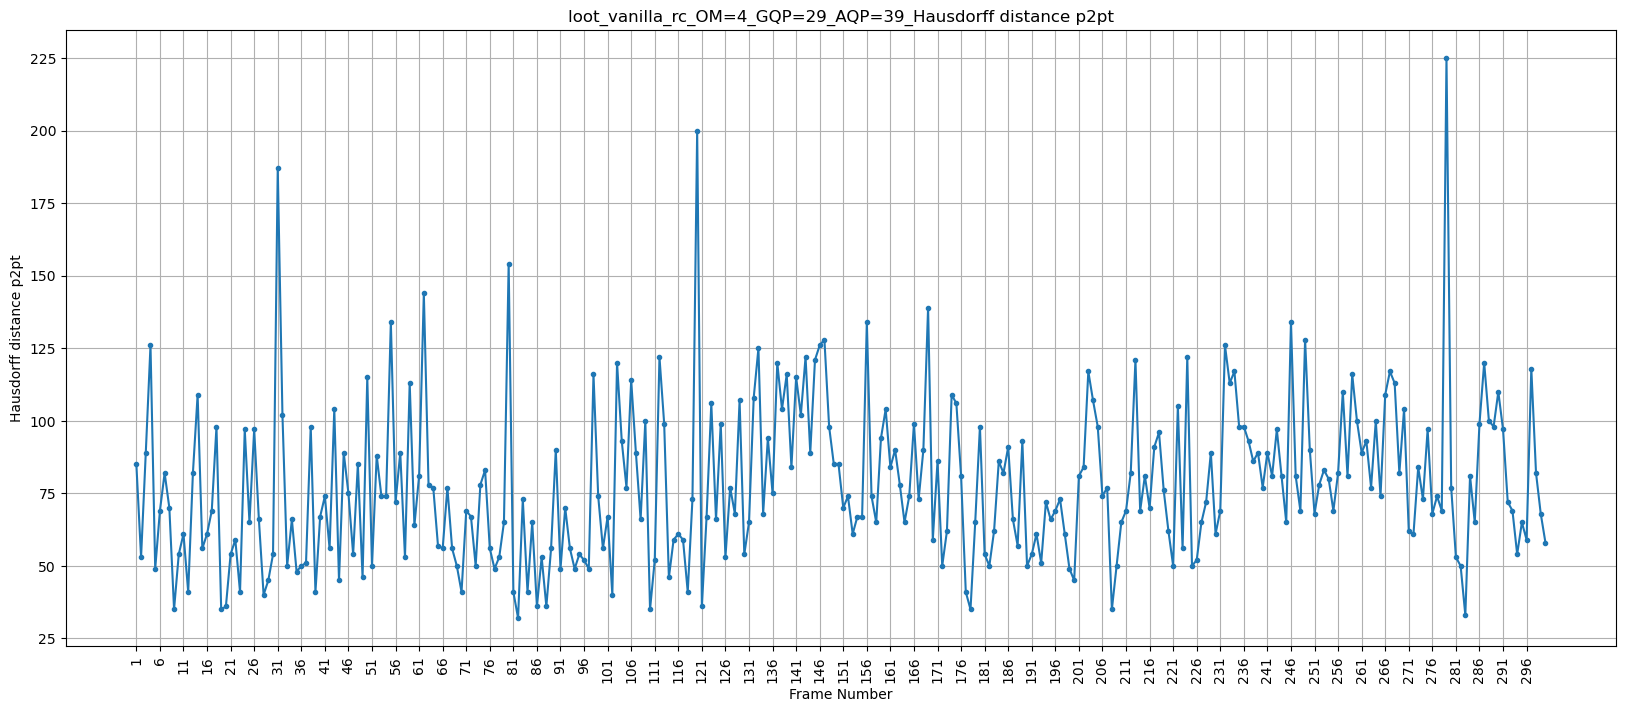 loot_vanilla_rc_OM=4_GQP=29_AQP=39_Hausdorff distance p2pt
Hausdorff distance p2pt
225
200
175
150
125
100
75
50
25
1 6 11 16 21 26 31 36 41 46 51 56 61 66 71 76 81 86 91 96 101 106 111 116 121 126 131 136 141 146 151 156 161 166 171 176 181 186 191 196 201 206 211 216 221 226 231 236 241 246 251 256 261 266 271 276 281 286 291 296
Frame Number